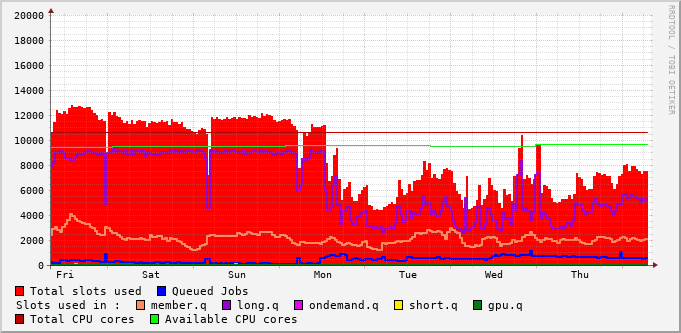 RRDTOOL / TOBI OETIKER
20000
18000
16000
14000
12000
10000
8000
6000
4000
2000
0
Fri Sat Sun Mon Tue Wed Thu
Total slots used Queued Jobs
Slots used in : member.q long.q ondemand.q short.q gpu.q
Total CPU cores Available CPU cores